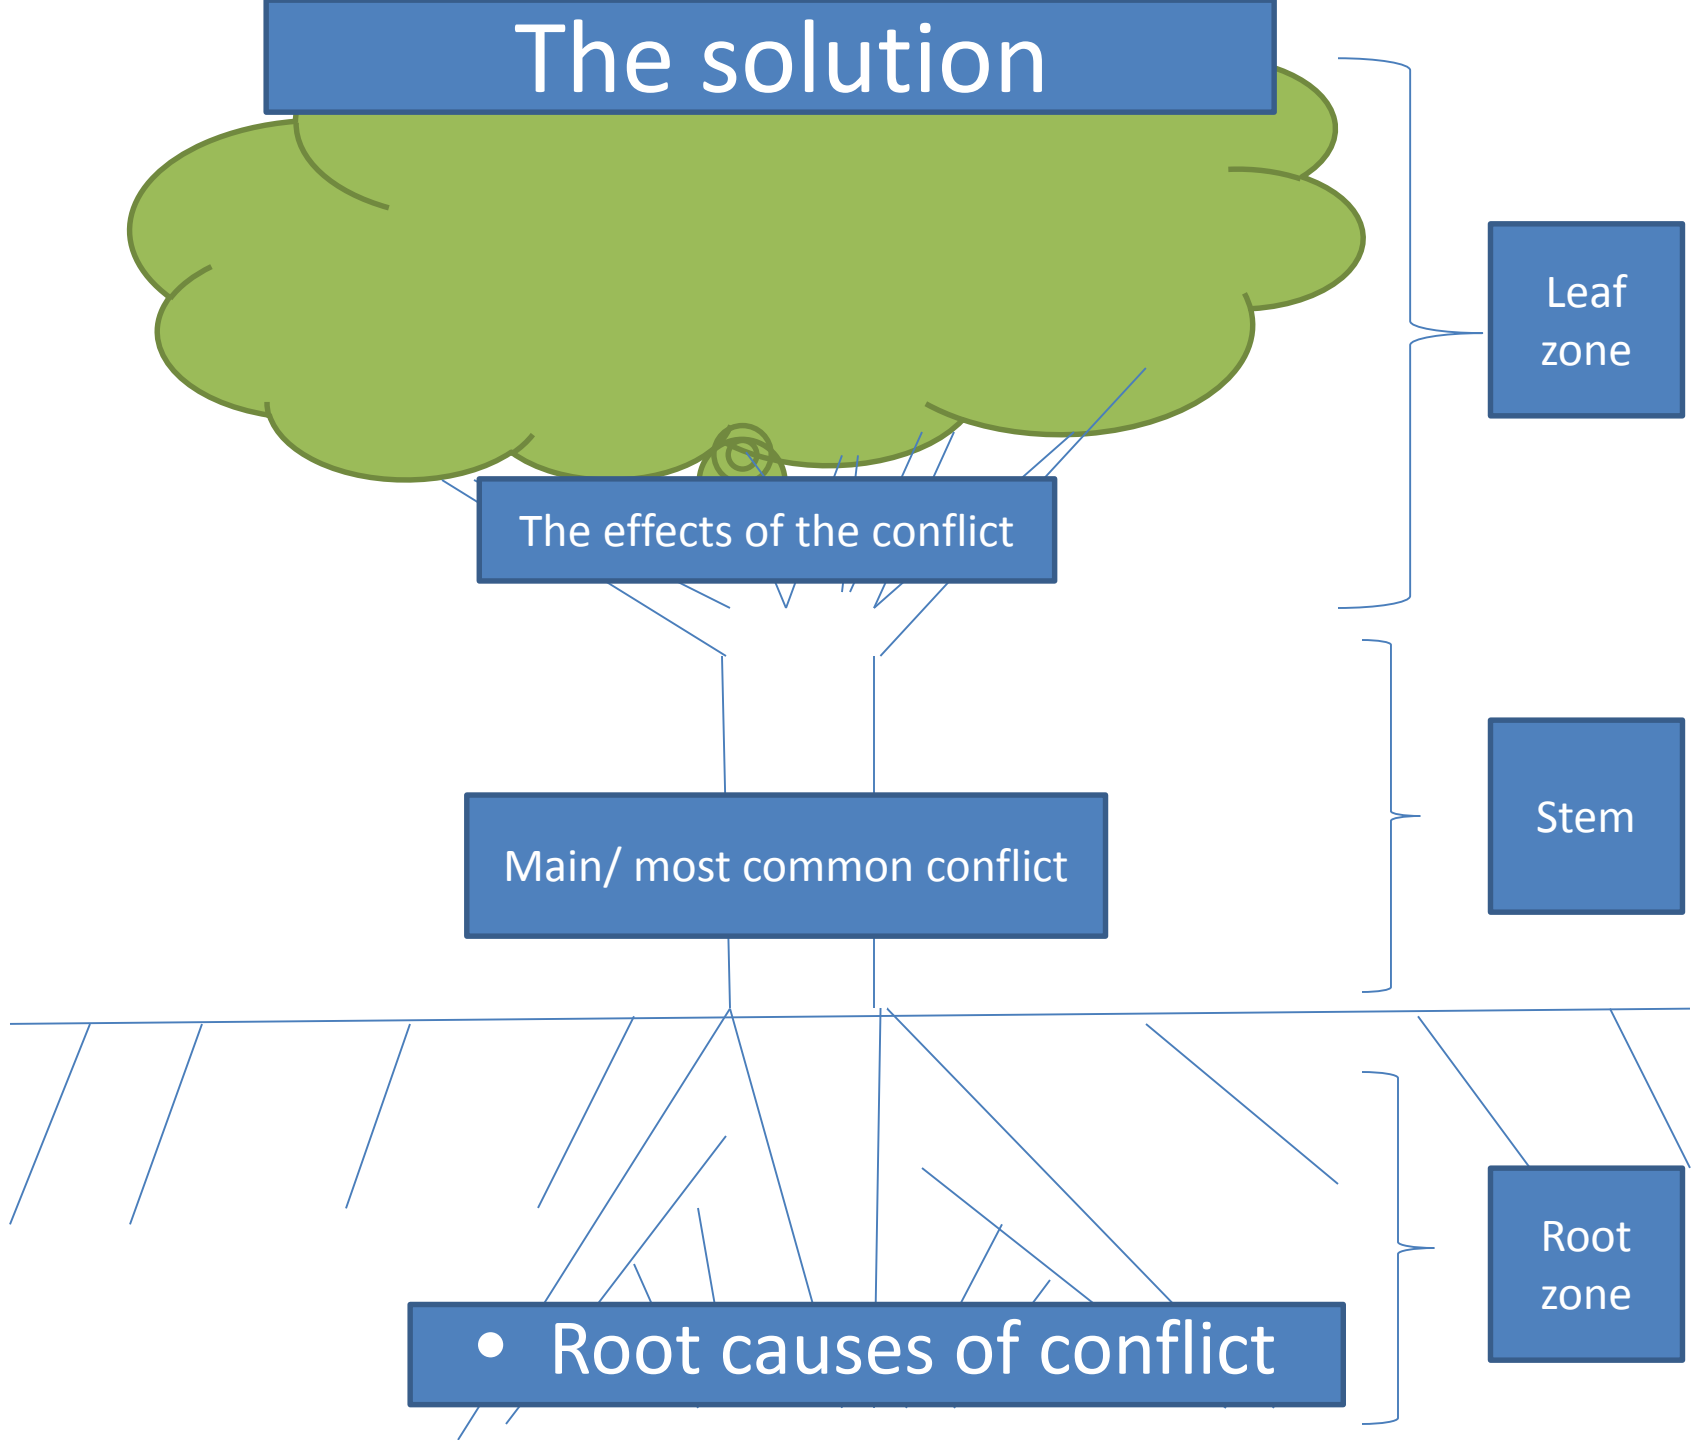 The solution
Leaf
zone
The effects of the conflict
Stem
Main/ most common conflict
Root
zone
• Root causes of conflict